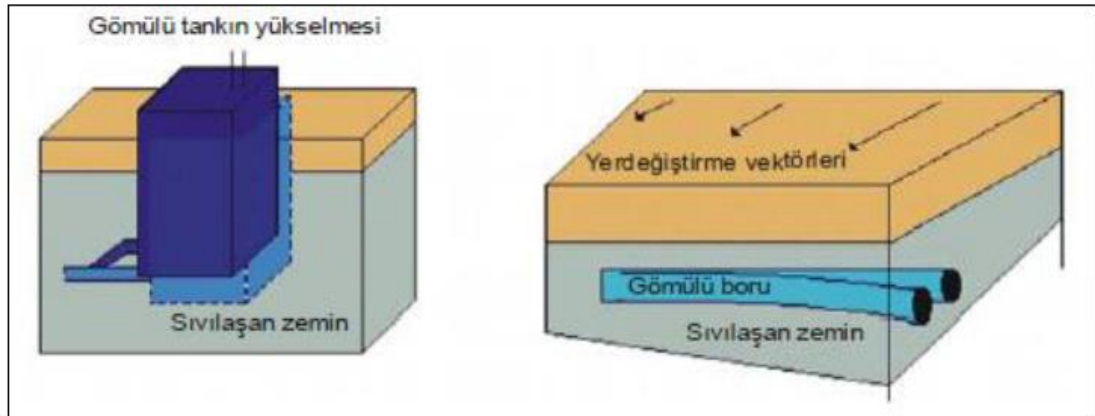 Gömülü tankın yükselmesi
Sıvılaşan zemin
Yerdeğiştirme vektörleri
Gömülü boru
Sıvılaşan zemin